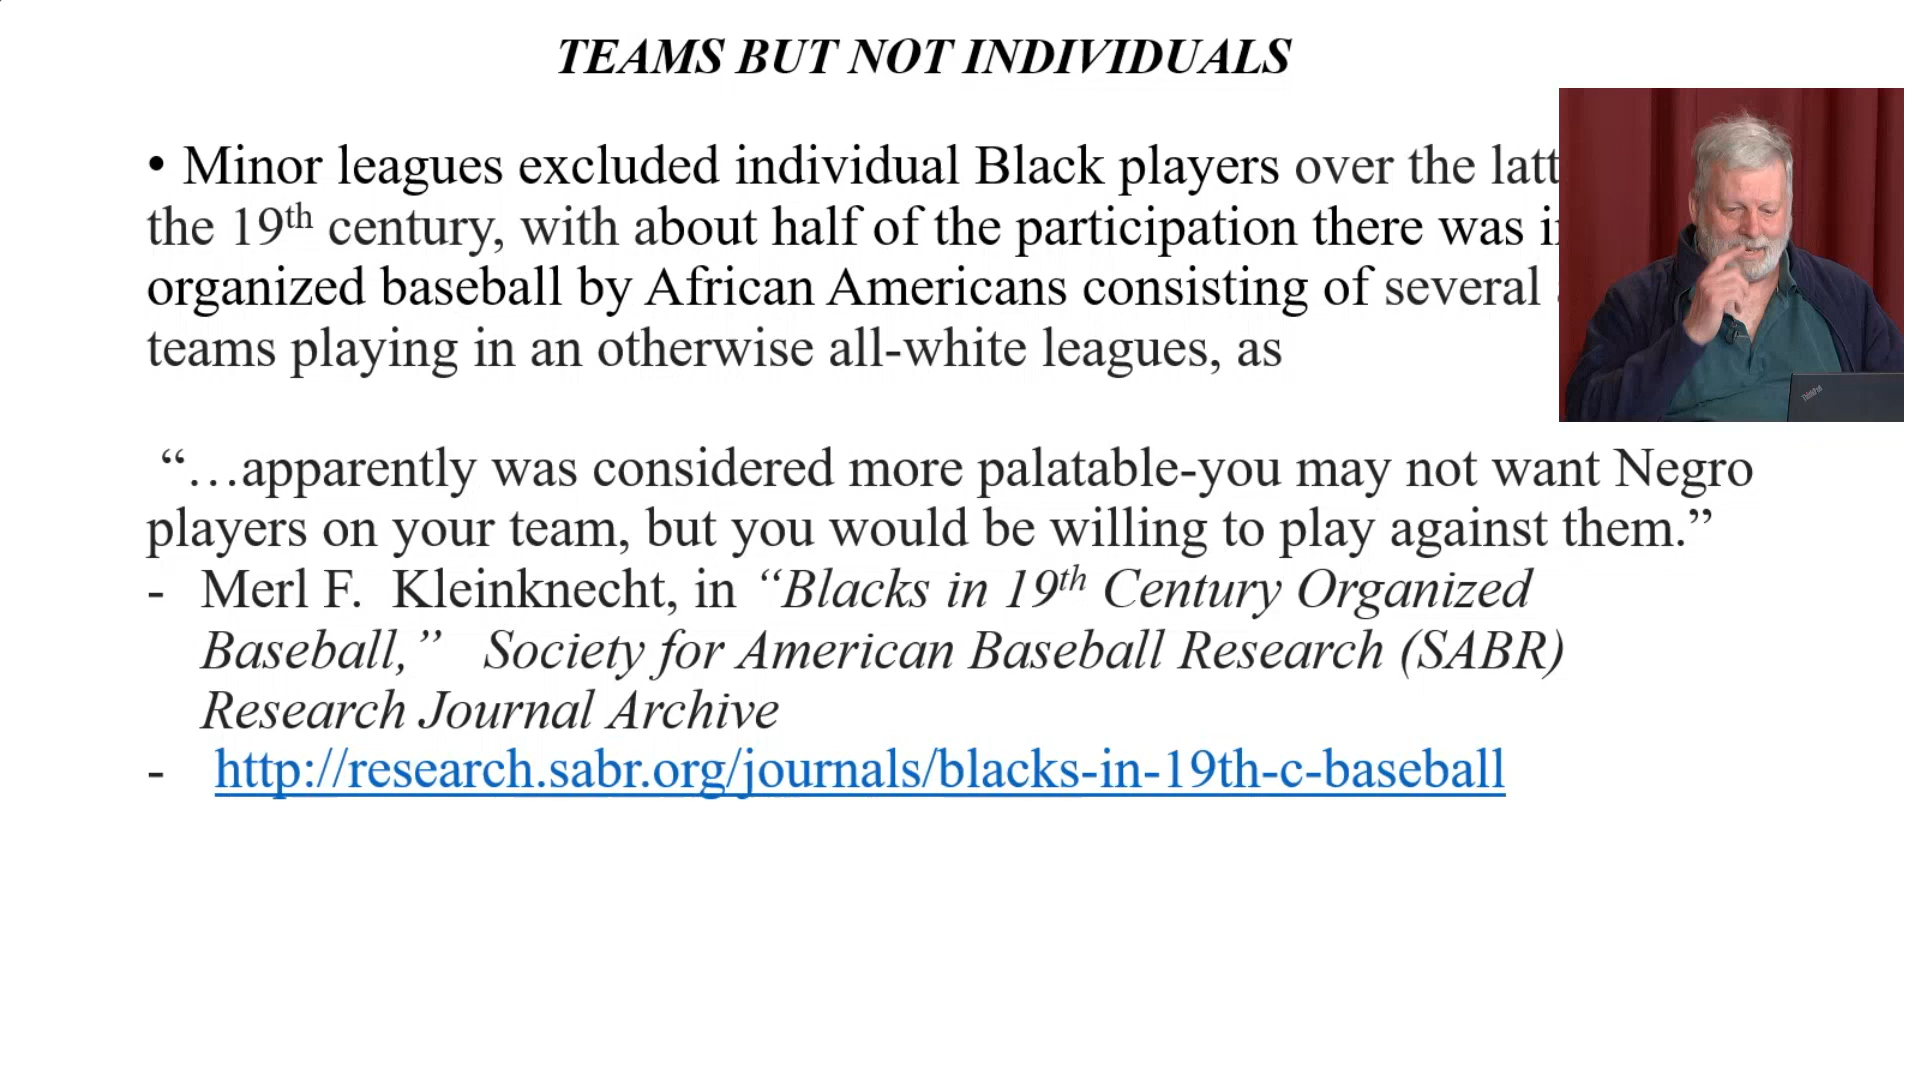 TEAMS BUT NOT INDIVIDUALS
• Minor leagues excluded individual Black players over the latt
the 19th century, with about half of the participation there was i
organized baseball by African Americans consisting of several
teams playing in an otherwise all-white leagues, as
“…apparently was considered more palatable-you may not want Negro
players on your team, but you would be willing to play against them.”
- Merl F. Kleinknecht, in “Blacks in 19th Century Organized
Baseball,” Society for American Baseball Research (SABR)
Research Journal Archive
- http://research.sabr.org/journals/blacks-in-19th-c-baseball
ThinkPad